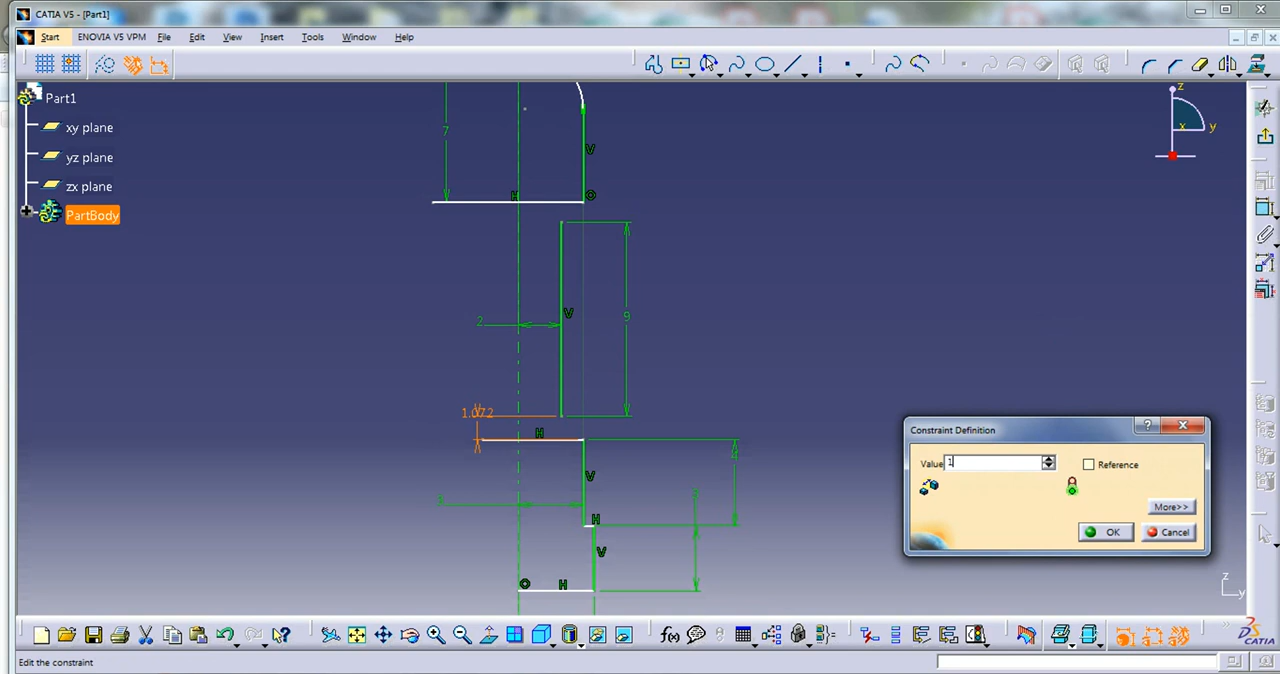 CATIA V5 - [Part1]
Start ENOVIA V5 VPM File Edit View Insert Tools Window Help
Part1
xy plane
yz plane
zx plane
PartBody
z
x y
7
V
H
V
2
9
1.072
H
V
H
V
H
Constraint Definition
Value 1
Reference
More>>
OK Cancel
z
y
f(x)
CATIA
Edit the constraint